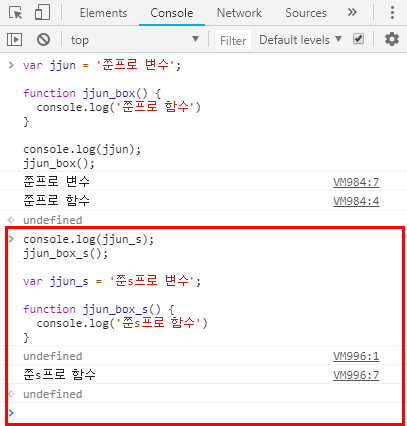 Elements Console Network Sources
top Filter Default levels
> var jjun = '쭌프로 변수';
function jjun_box() {
console.log('쭌프로 함수')
}
console.log(jjun);
jjun_box();
쭌프로 변수 VM984:7
쭌프로 함수 VM984:4
undefined
> console.log(jjun_s);
jjun_box_s();
var jjun_s = '쭌s프로 변수';
function jjun_box_s() {
console.log('쭌s프로 함수')
}
undefined VM996:1
쭌s프로 함수 VM996:7
undefined
>